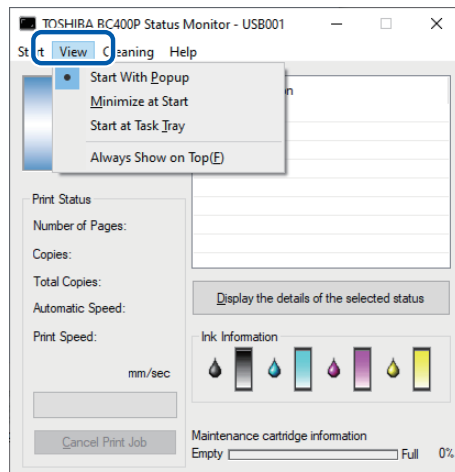 TOSHIBA BC400P Status Monitor - USB001
Start View Cleaning Help
Start With Popup
Minimize at Start
Start at Task Tray
Always Show on Top(F)
Print Status
Number of Pages:
Copies:
Total Copies:
Automatic Speed:
Print Speed:
mm/sec
Cancel Print Job
Display the details of the selected status
Ink Information
Maintenance cartridge information
Empty Full 0%